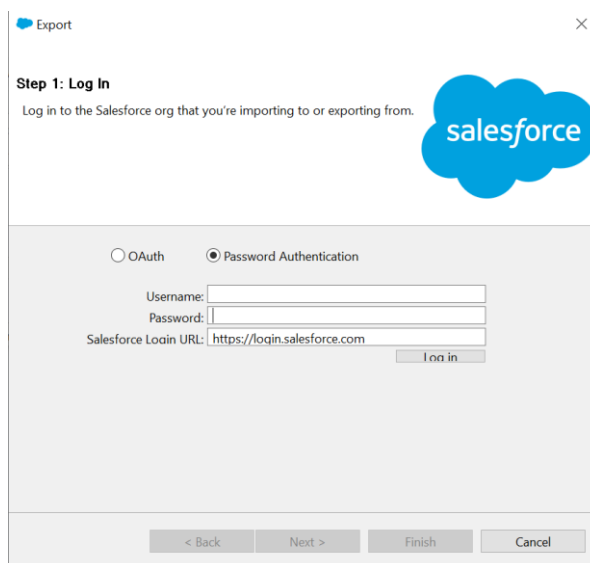 Export
Step 1: Log In
Log in to the Salesforce org that you're importing to or exporting from.
salesforce
OAuth Password Authentication
Username:
Password:
Salesforce Login URL: https://login.salesforce.com
Log in
< Back Next > Finish Cancel